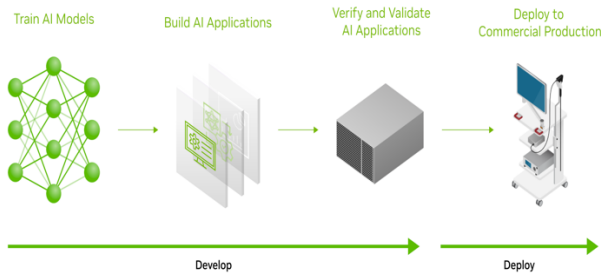 Train AI Models
Build AI Applications
Verify and Validate
AI Applications
Deploy to
Commercial Production
Develop
Deploy